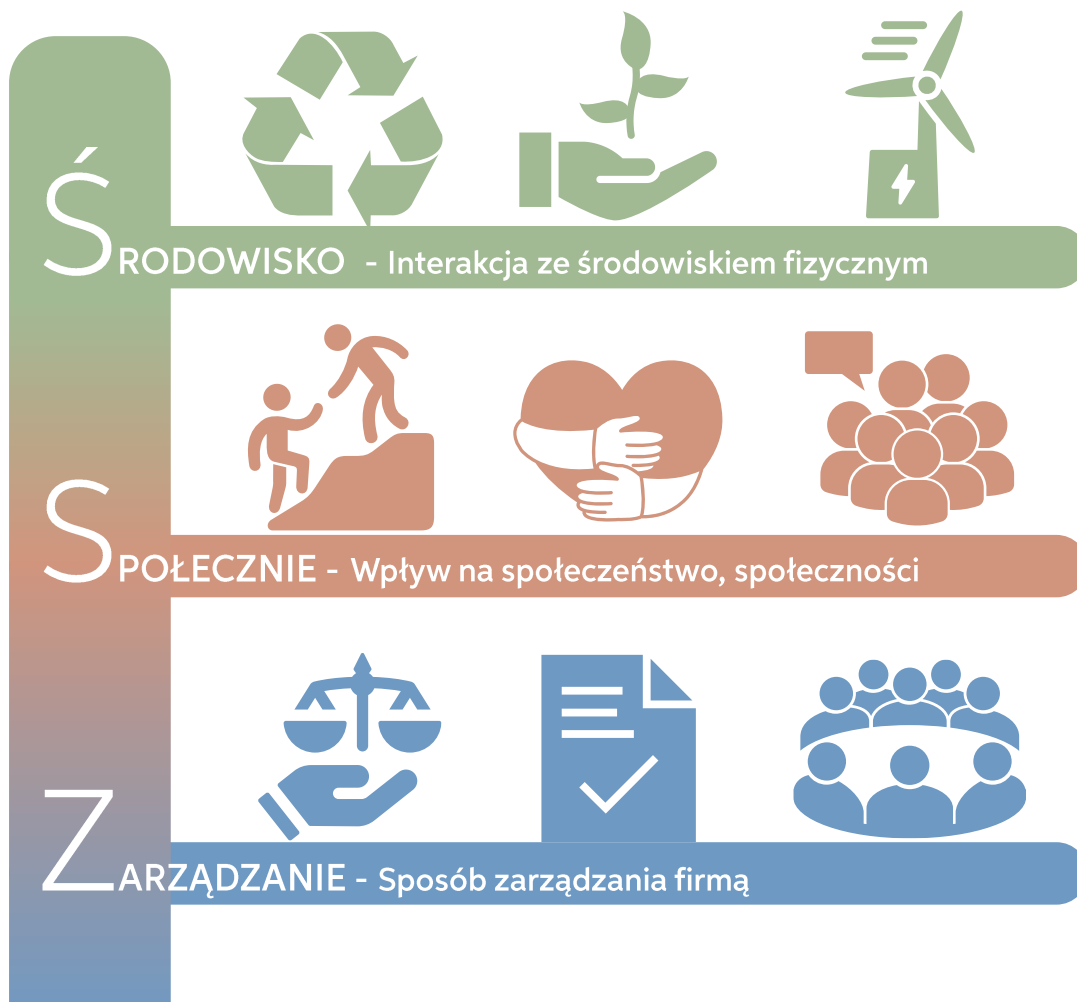 ŚRODOWISKO - Interakcja ze środowiskiem fizycznym
SPOŁECZNIE - Wpływ na społeczeństwo, społeczności
ZARZĄDZANIE - Sposób zarządzania firmą